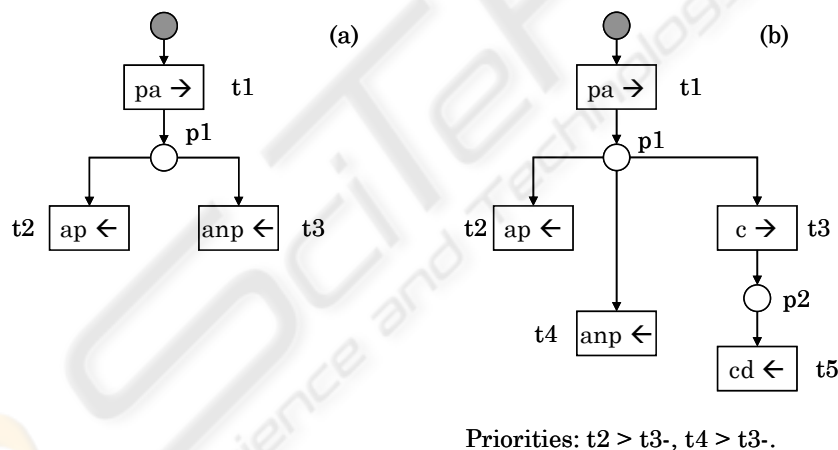 (a)
pa → t1
p1
t2 ap ←
anp ← t3
(b)
pa → t1
p1
t2 ap ←
c → t3
p2
t4 anp ←
cd ← t5
Priorities: t2 > t3-, t4 > t3-.